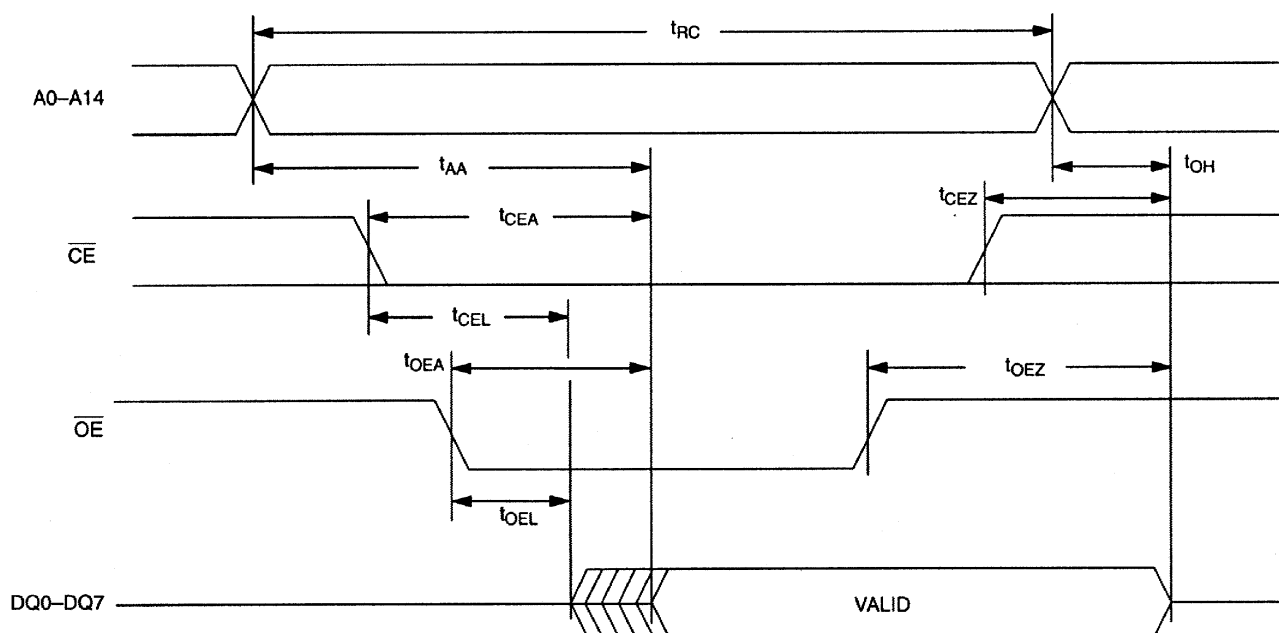 tRC
A0–A14
tAA
tOH
tCEZ
tCEA
CE
tCEL
tOEA
tOEZ
OE
tOEL
DQ0–DQ7 VALID